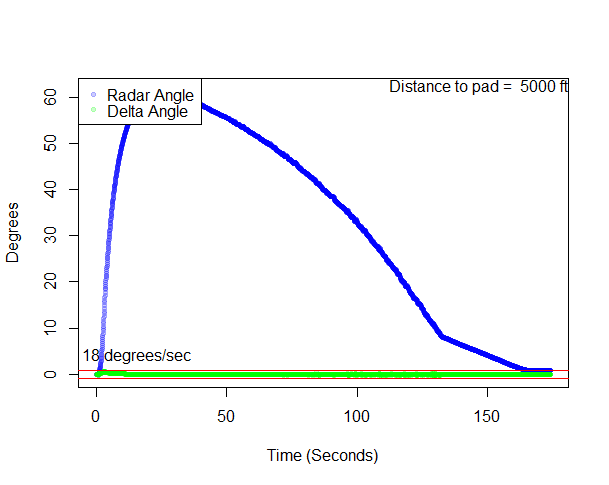 Distance to pad = 5000 ft
Radar Angle
Delta Angle
60
50
40
30
20
10
0
Degrees
18 degrees/sec
0
50
100
150
Time (Seconds)